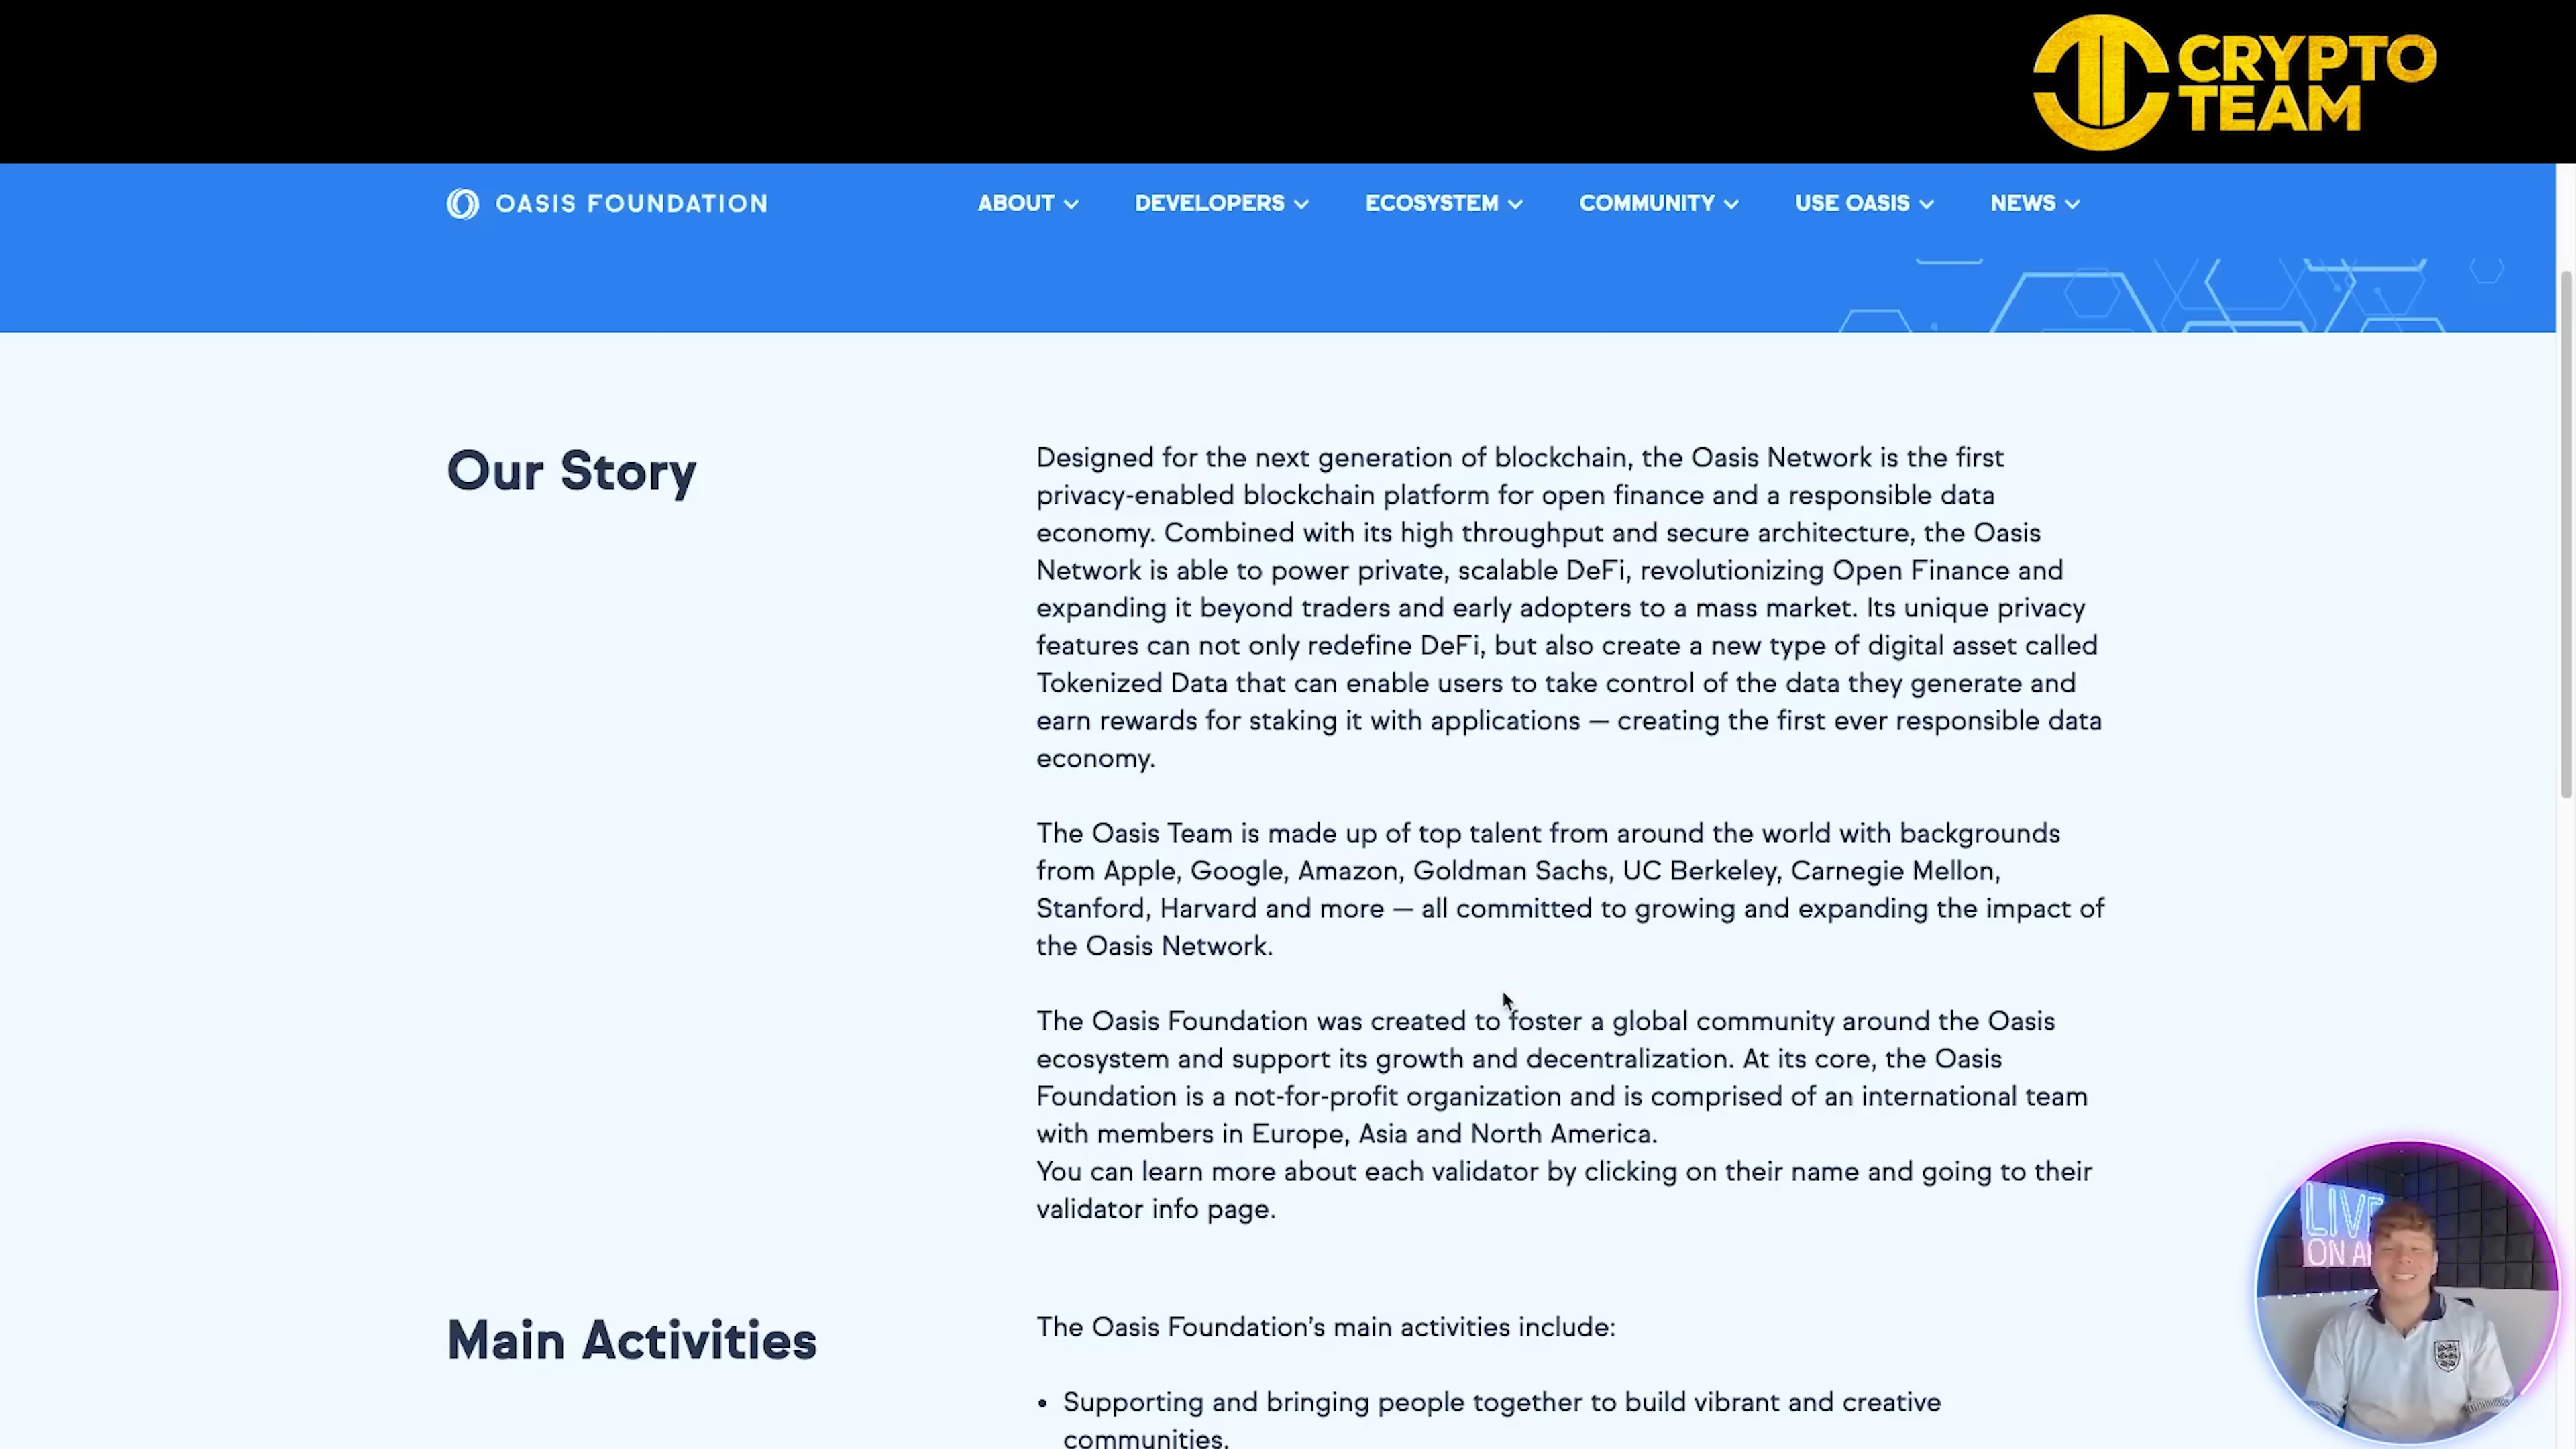 CRYPTO
TEAM
OASIS FOUNDATION
ABOUT
DEVELOPERS
ECOSYSTEM
COMMUNITY
USE OASIS
NEWS
Our Story
Designed for the next generation of blockchain, the Oasis Network is the first
privacy-enabled blockchain platform for open finance and a responsible data
economy. Combined with its high throughput and secure architecture, the Oasis
Network is able to power private, scalable DeFi, revolutionizing Open Finance and
expanding it beyond traders and early adopters to a mass market. Its unique privacy
features can not only redefine DeFi, but also create a new type of digital asset called
Tokenized Data that can enable users to take control of the data they generate and
earn rewards for staking it with applications — creating the first ever responsible data
economy.
The Oasis Team is made up of top talent from around the world with backgrounds
from Apple, Google, Amazon, Goldman Sachs, UC Berkeley, Carnegie Mellon,
Stanford, Harvard and more — all committed to growing and expanding the impact of
the Oasis Network.
The Oasis Foundation was created to foster a global community around the Oasis
ecosystem and support its growth and decentralization. At its core, the Oasis
Foundation is a not-for-profit organization and is comprised of an international team
with members in Europe, Asia and North America.
You can learn more about each validator by clicking on their name and going to their
validator info page.
Main Activities
The Oasis Foundation's main activities include:
• Supporting and bringing people together to build vibrant and creative
communities.
LIVE
ON A